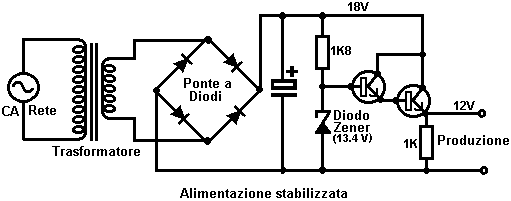 18V
1K8
Ponte a
Diodi
+
CA
Rete
12V
Diodo
Zener
(13.4 V)
1K
Produzione
Trasformatore
Alimentazione stabilizzata